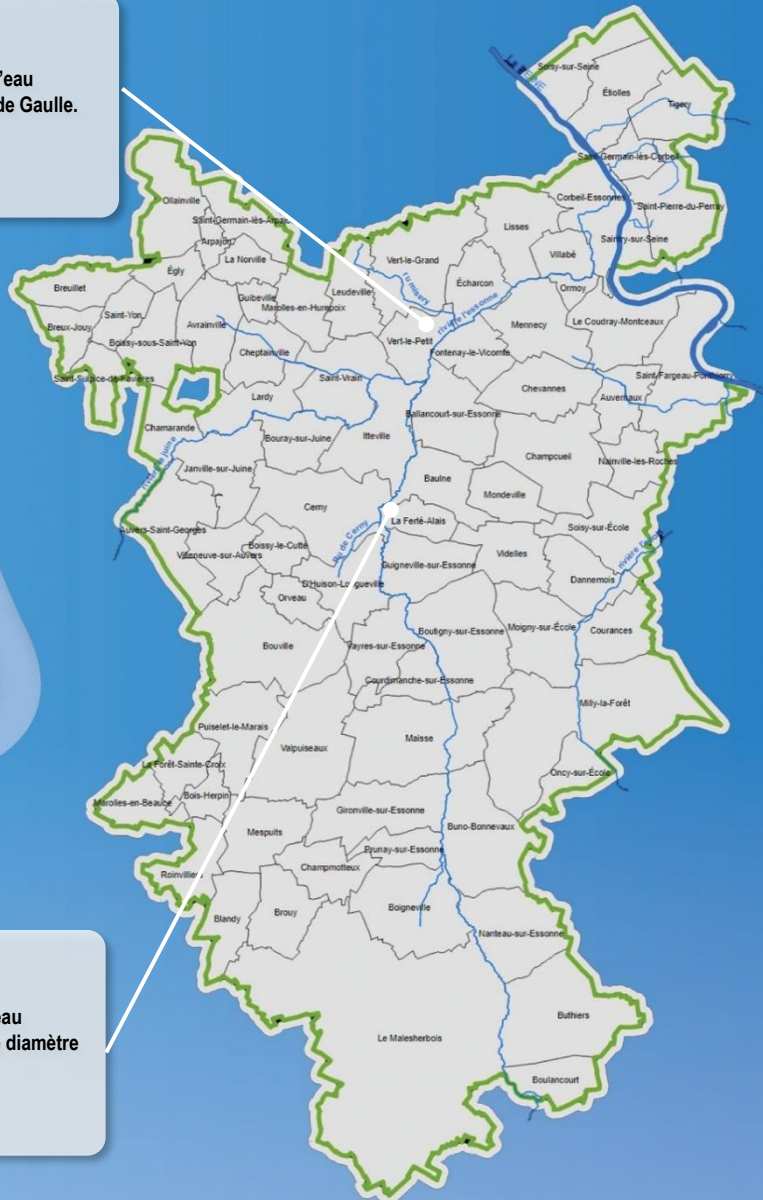 'eau
de Gaulle.
La SEINE
Soisy-sur-Seine
Étiolles
Tigery
Saint-Germain-lès-Corbeil
Saint-Pierre-du-Perray
Corbeil-Essonnes
Saintry-sur-Seine
Ollainville
Saint-Germain-lès-Arpajon
Arpajon
La Norville
Égly
Breuillet
Saint-Yon
Breux-Jouy
Boissy-sous-Saint-Yon
Saint-Sulpice-de-Favières
Avrainville
Guibeville
Marolles-en-Hurepoix
Leudeville
Vert-le-Grand
ru misery
Écharcon
Lisses
Villabé
Ormoy
rivière l'essonne
Vert-le-Petit
Fontenay-le-Vicomte
Mennecy
Le Coudray-Montceaux
Cheptainville
Saint-Vrain
Lardy
Chevannes
Auvernaux
Saint-Fargeau-Ponthierry
Chamarande
Bouray-sur-Juine
Itteville
Ballancourt-sur-Essonne
rivière la juine
Janville-sur-Juine
Champcueil
Nainville-les-Roches
Baulne
Mondeville
Cerny
Auvers-Saint-Georges
La Ferté-Alais
Soisy-sur-École
Ru de Cerny
Villeneuve-sur-Auvers
Boissy-le-Cutté
Guigneville-sur-Essonne
Videlles
Dannemois
D'Huison-Longueville
Orveau
Bouville
Vayres-sur-Essonne
Boutigny-sur-Essonne
Moigny-sur-École
Courances
Courdimanche-sur-Essonne
Milly-la-Forêt
Puiselet-le-Marais
Valpuiseaux
Maisse
La Forêt-Sainte-Croix
Marolles-en-Beauce
Bois-Herpin
Oncy-sur-École
Gironville-sur-Essonne
Mespuits
Buno-Bonnevaux
Prunay-sur-Essonne
Champmotteux
Roinvilliers
Blandy
Brouy
Boigneville
Nanteau-sur-Essonne
Buthiers
Le Malesherbois
Boulancourt
eau
diamètre